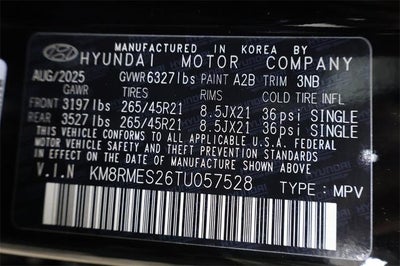 MANUFACTURED IN KOREA BY
HYUNDAI MOTOR COMPANY
AUG/2025 GVWR 6327lbs PAINT A2B TRIM 3NB
GAWR TIRES RIMS COLD TIRE INFL
FRONT 3197lbs 265/45R21 8.5JX21 36psi SINGLE
REAR 3527lbs 265/45R21 8.5JX21 36psi SINGLE
THIS VEHICLE CONFORMS TO ALL APPLICABLE U.S.A. FEDERAL
MOTOR VEHICLE SAFETY STANDARDS IN EFFECT
ON THE DATE OF MANUFACTURE SHOWN ABOVE.
V.I.N KM8RMES26TU057528 TYPE: MPV